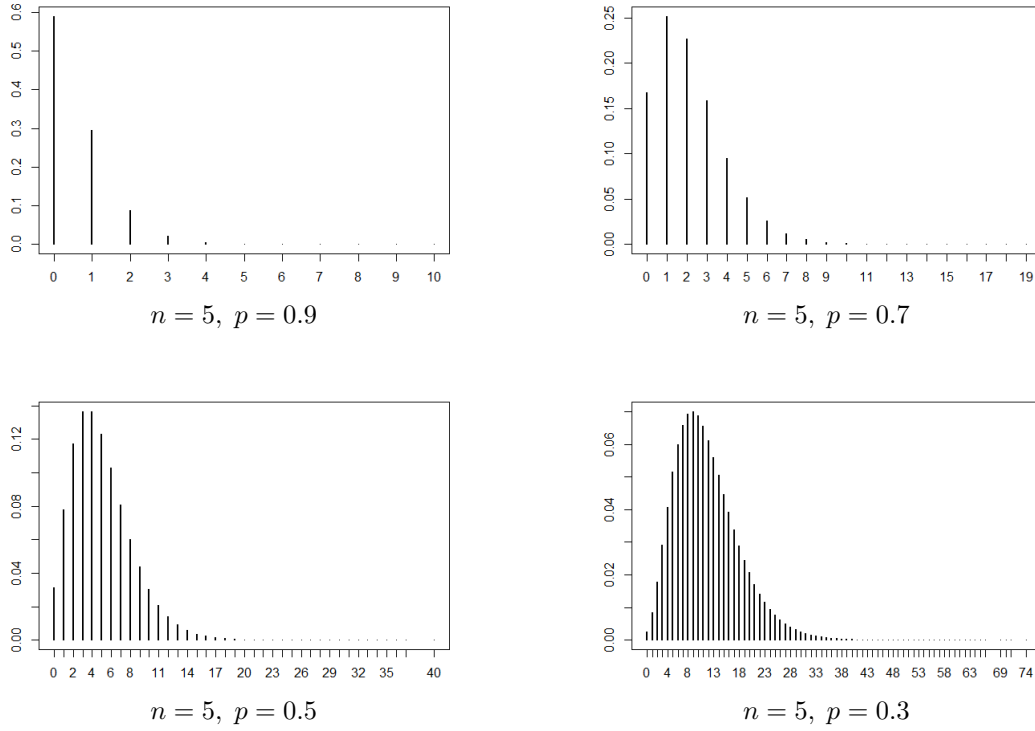 0.0 0.1 0.2 0.3 0.4 0.5 0.6
0 1 2 3 4 5 6 7 8 9 10
n = 5, p = 0.9
0.00 0.05 0.10 0.15 0.20 0.25
0 1 2 3 4 5 6 7 8 9 11 13 15 17 19
n = 5, p = 0.7
0.00 0.04 0.08 0.12
0 2 4 6 8 11 14 17 20 23 26 29 32 35 40
n = 5, p = 0.5
0.00 0.02 0.04 0.06
0 4 8 13 18 23 28 33 38 43 48 53 58 63 69 74
n = 5, p = 0.3